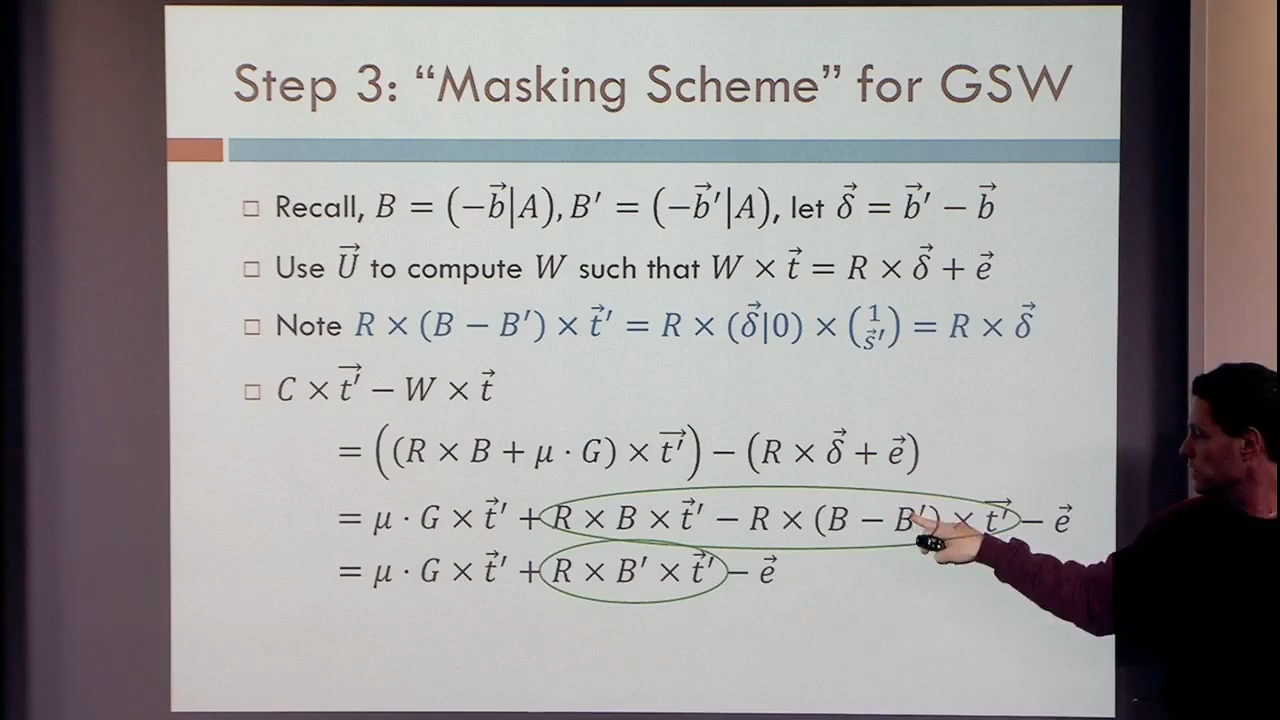 Step 3: “Masking Scheme” for GSW
□ Recall, B = (−b⃗|A), B′ = (−b⃗′|A), let δ⃗ = b⃗′ − b⃗
□ Use U⃗ to compute W such that W × t⃗ = R × δ⃗ + e⃗
□ Note R × (B − B′) × t⃗′ = R × (δ⃗|0) × (1 s⃗′) = R × δ⃗
□ C × t⃗′ − W × t⃗
= ((R × B + μ · G) × t⃗′) − (R × δ⃗ + e⃗)
= μ · G × t⃗′ + R × B × t⃗′ − R × (B − B′) × t⃗′ − e⃗
= μ · G × t⃗′ + R × B′ × t⃗′ − e⃗